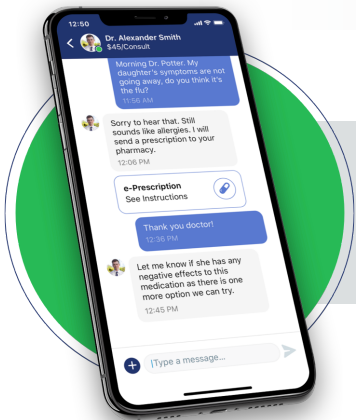 12:50
Dr. Alexander Smith
$45/Consult
Morning Dr. Potter. My
daughter's symptoms are not
going away, do you think it's
the flu?
11:56 AM
Sorry to hear that. Still
sounds like allergies. I will
send a prescription to your
pharmacy.
12:06 PM
e-Prescription
See Instructions
Thank you doctor!
12:36 PM
Let me know if she has any
negative effects to this
medication as there is one
more option we can try.
12:45 PM
Type a message...